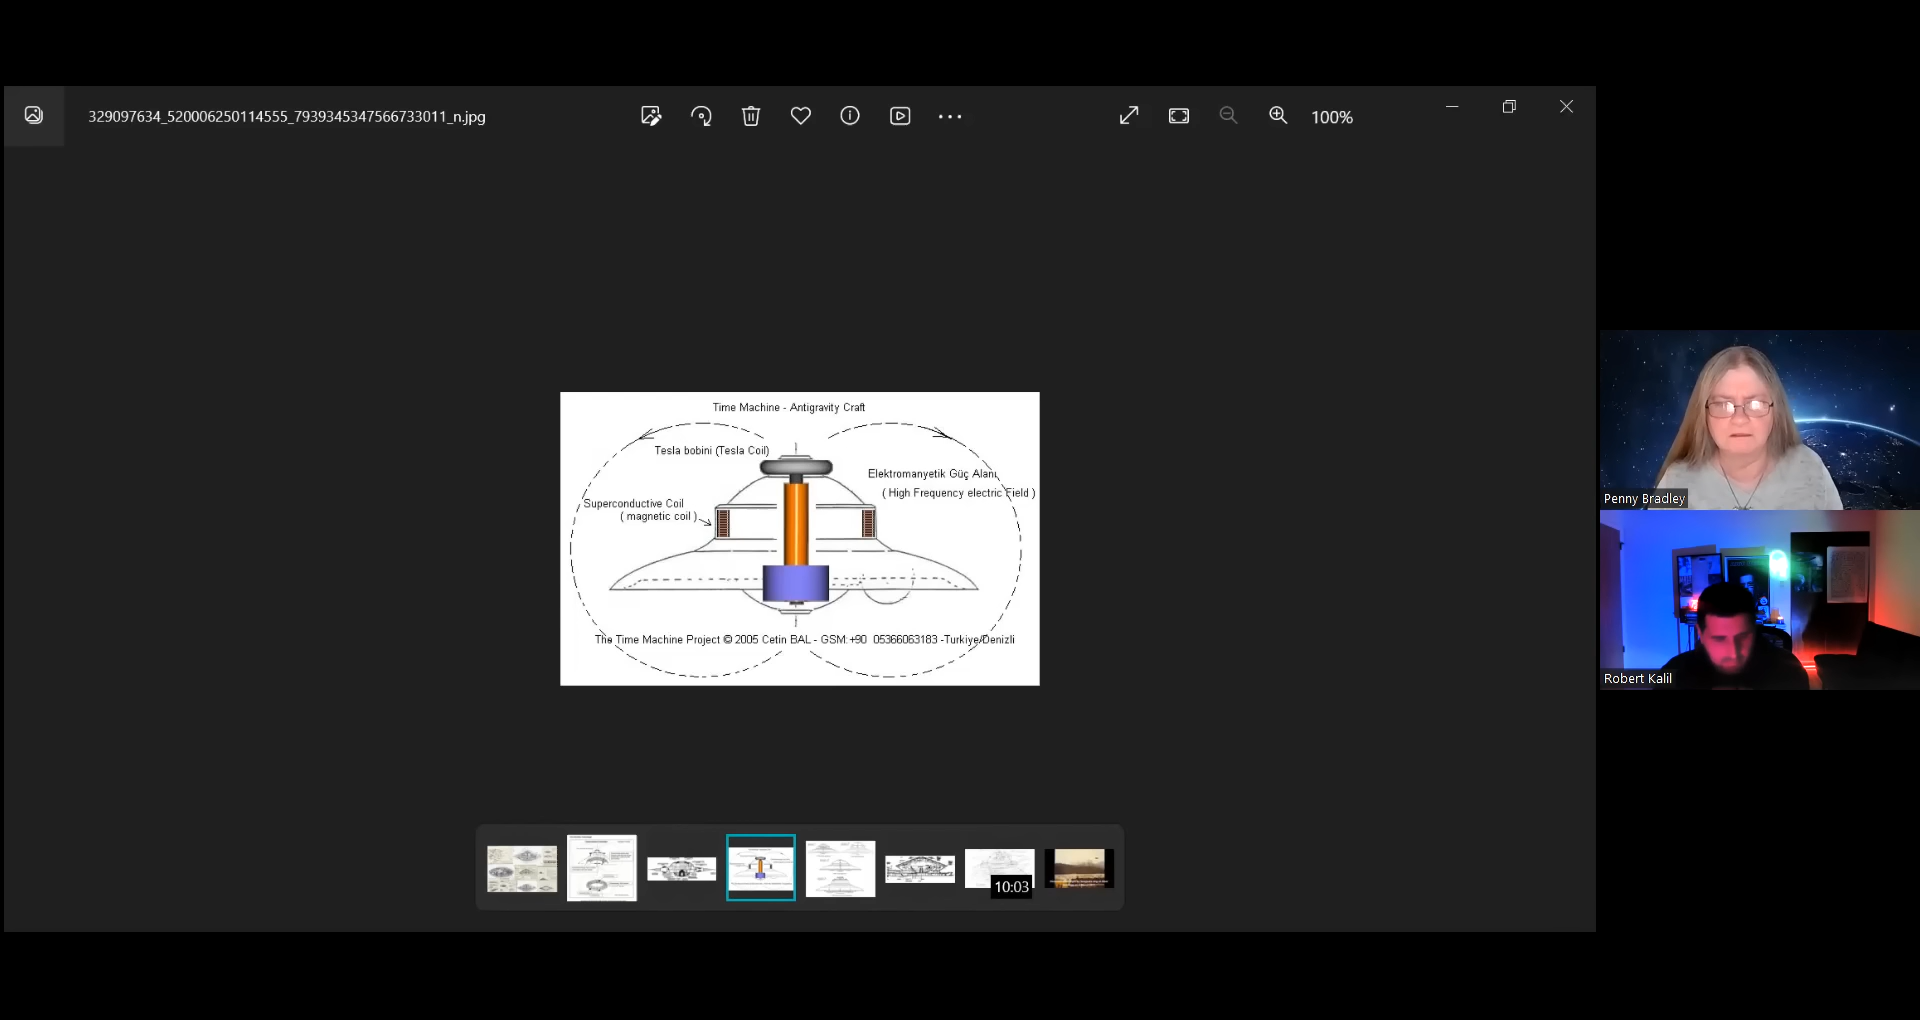 329097634_520006250114555_7939345347566733011_n.jpg
100%
Time Machine - Antigravity Craft
Tesla bobini (Tesla Coil)
Elektromanyetik Güç Alanı
( High Frequency electric Field )
Superconductive Coil
( magnetic coil )
The Time Machine Project © 2005 Cetin BAL - GSM:+90 05366063183 -Turkiye/Denizli
Penny Bradley
Robert Kalil
10:03